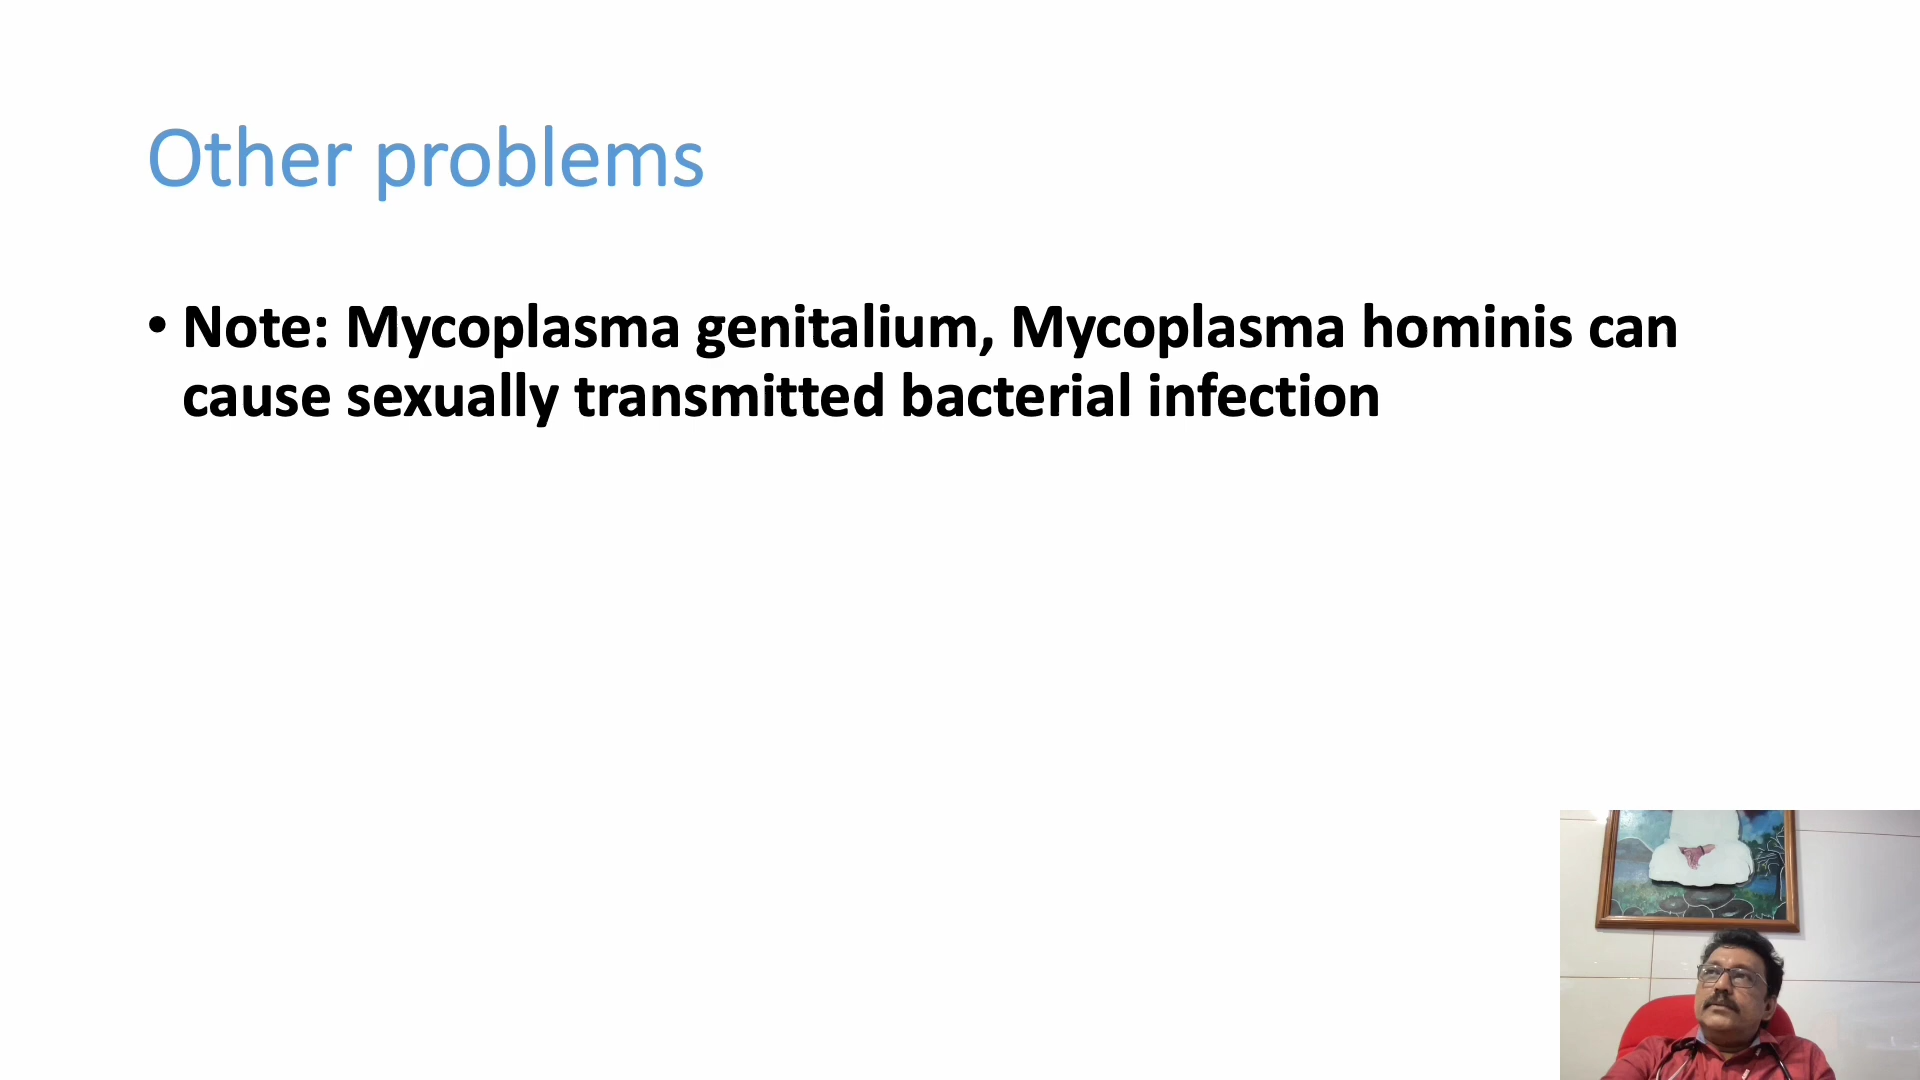 Other problems
• Note: Mycoplasma genitalium, Mycoplasma hominis can
cause sexually transmitted bacterial infection